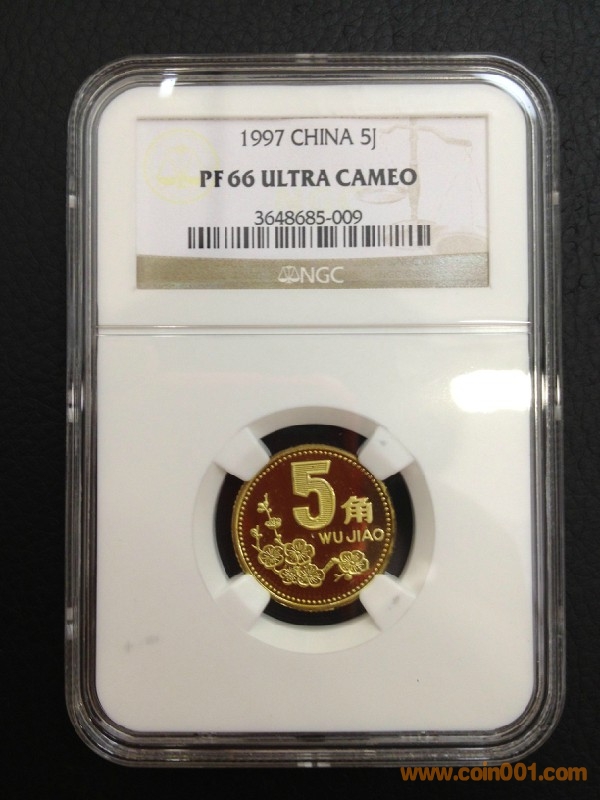 1997 CHINA 5J
PF 66 ULTRA CAMEO
3648685-009
NGC
5角
WU JIAO
www.coin001.com